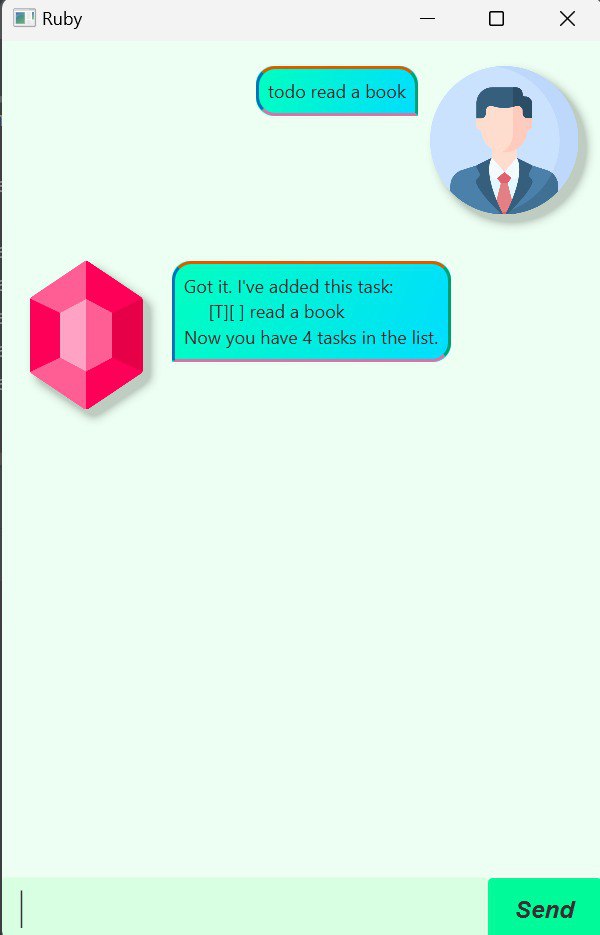 Ruby
todo read a book
Got it. I've added this task:
[T][ ] read a book
Now you have 4 tasks in the list.
Send